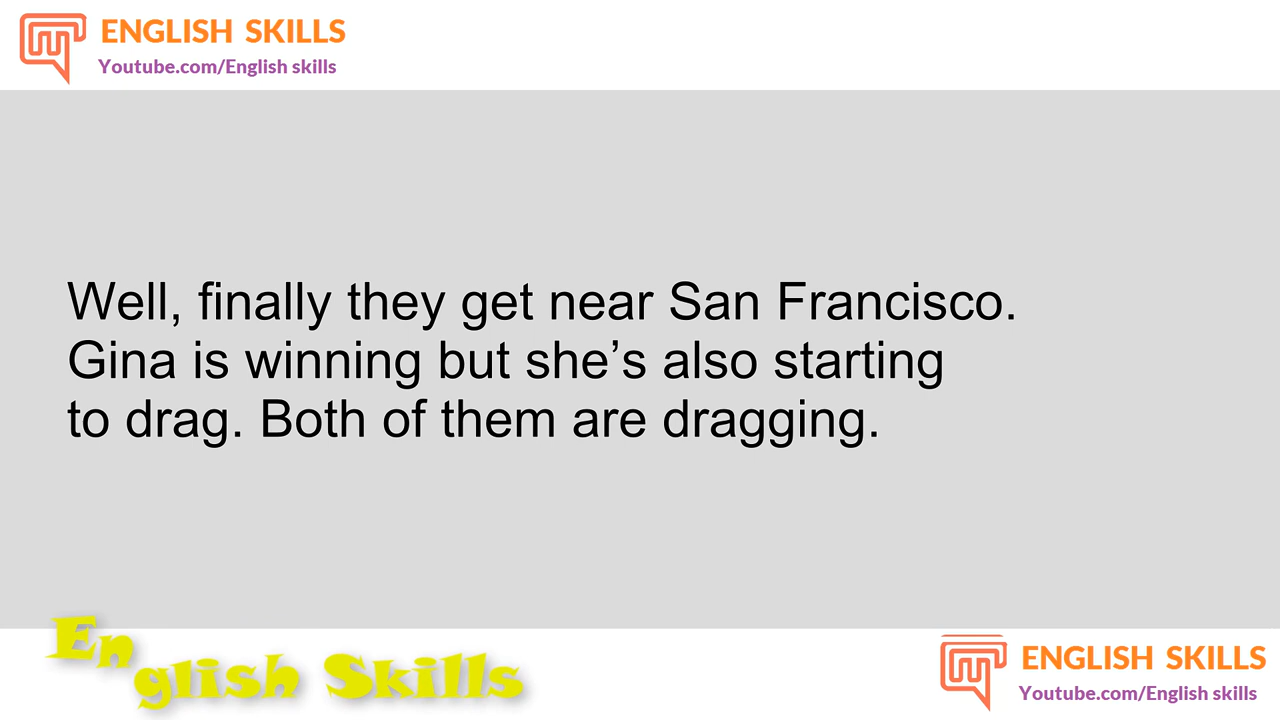 ENGLISH SKILLS
Youtube.com/English skills
Well, finally they get near San Francisco.
Gina is winning but she’s also starting
to drag. Both of them are dragging.
English Skills
ENGLISH SKILLS
Youtube.com/English skills